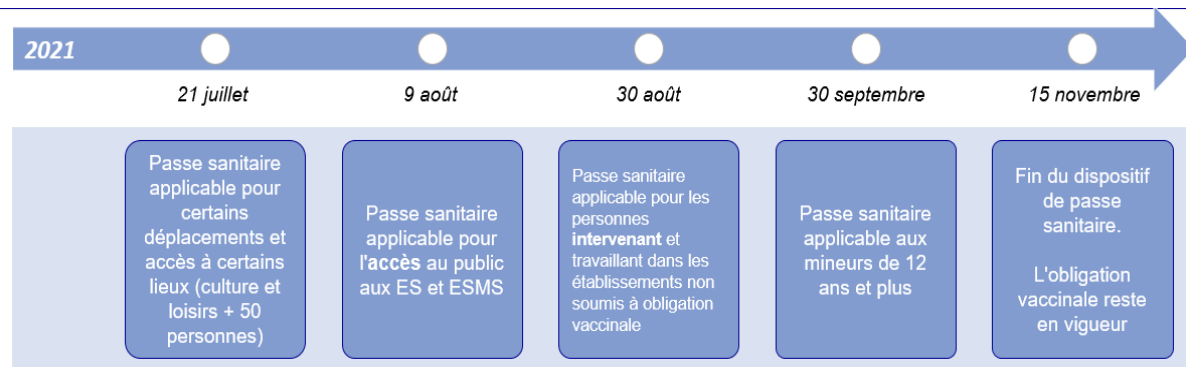 2021
21 juillet
9 août
30 août
30 septembre
15 novembre
Passe sanitaire
applicable pour
certains
déplacements et
accès à certains
lieux (culture et
loisirs + 50
personnes)
Passe sanitaire
applicable pour
l'accès au public
aux ES et ESMS
Passe sanitaire
applicable pour les
personnes
intervenant et
travaillant dans les
établissements non
soumis à obligation
vaccinale
Passe sanitaire
applicable aux
mineurs de 12
ans et plus
Fin du dispositif
de passe
sanitaire.
L'obligation
vaccinale reste
en vigueur